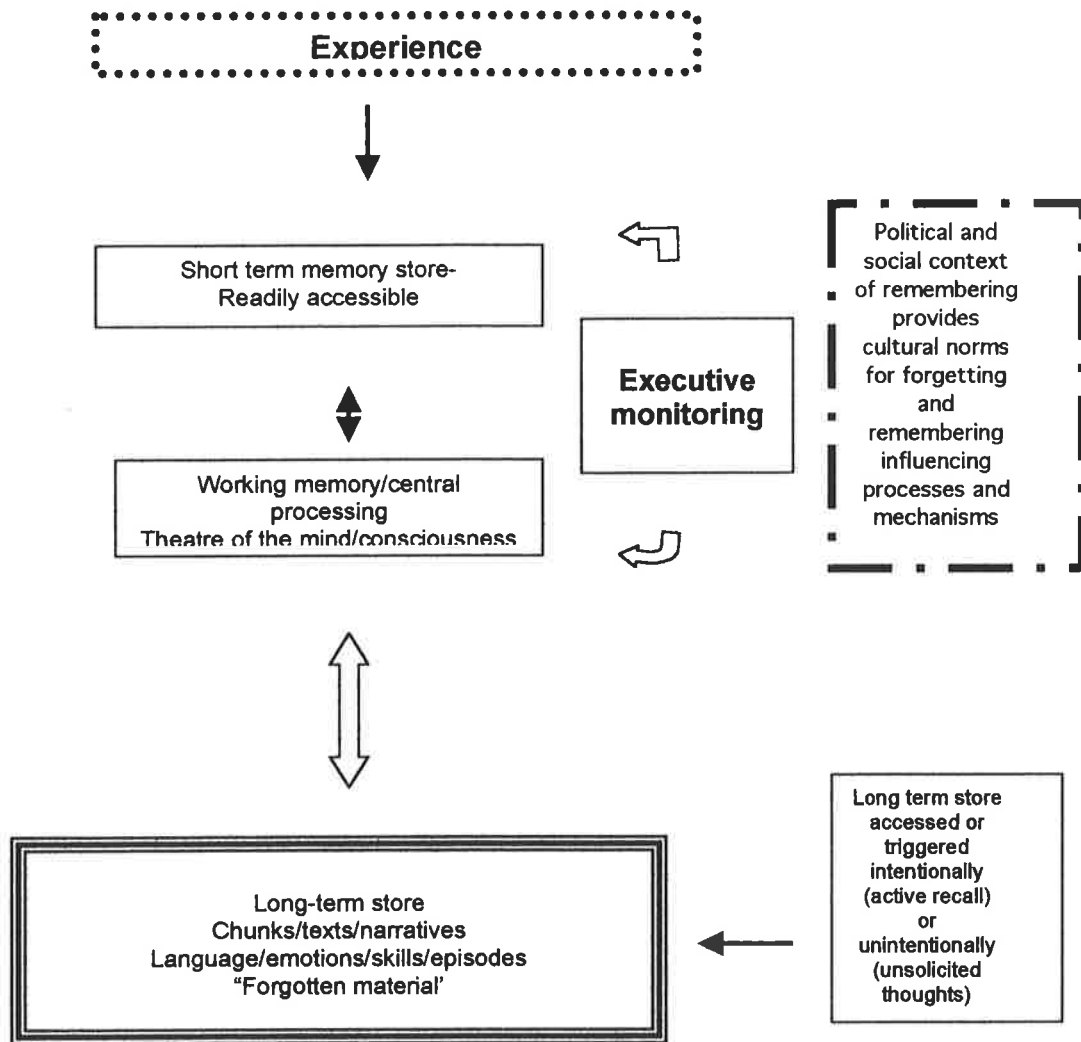 Experience
Short term memory store-
Readily accessible
Executive
monitoring
Political and
social context
of remembering
provides
cultural norms
for forgetting
and
remembering
influencing
processes and
mechanisms
Working memory/central
processing
Theatre of the mind/consciousness
Long-term store
Chunks/texts/narratives
Language/emotions/skills/episodes
“Forgotten material’
Long term store
accessed or
triggered
intentionally
(active recall)
or
unintentionally
(unsolicited
thoughts)